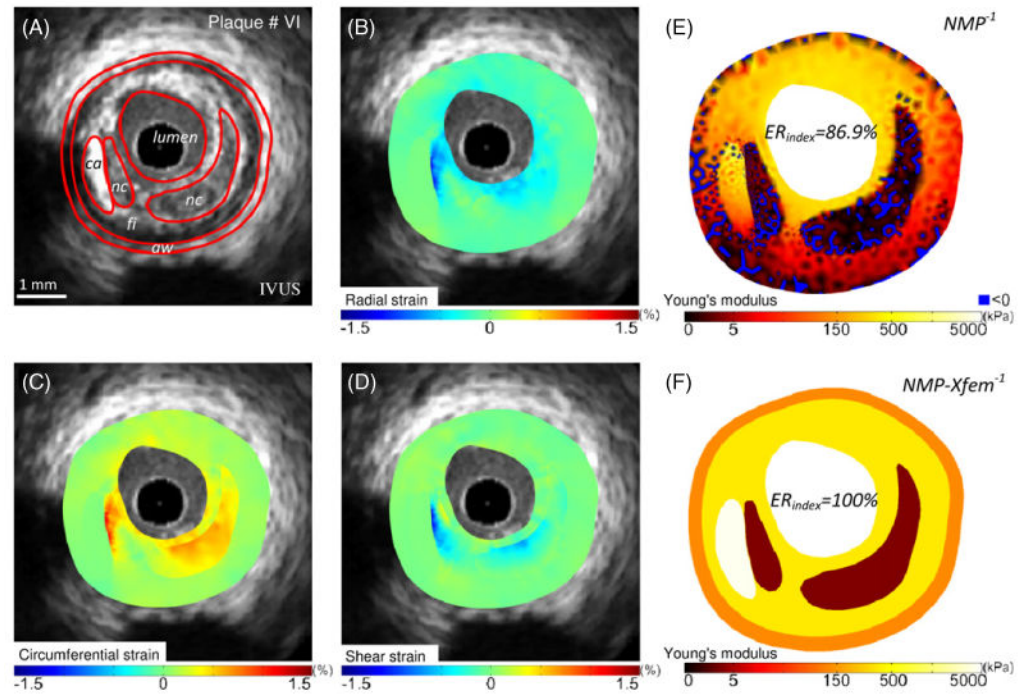 (A)
Plaque # VI
lumen
ca
nc
nc
fi
aw
1 mm
IVUS
(B)
Radial strain
(%)
-1.5 0 1.5
(E)
NMP⁻¹
ERindex=86.9%
Young's modulus
<0
0 5 150 500 5000 (kPa)
(C)
Circumferential strain
(%)
-1.5 0 1.5
(D)
Shear strain
(%)
-1.5 0 1.5
(F)
NMP-Xfem⁻¹
ERindex=100%
Young's modulus
0 5 150 500 5000 (kPa)